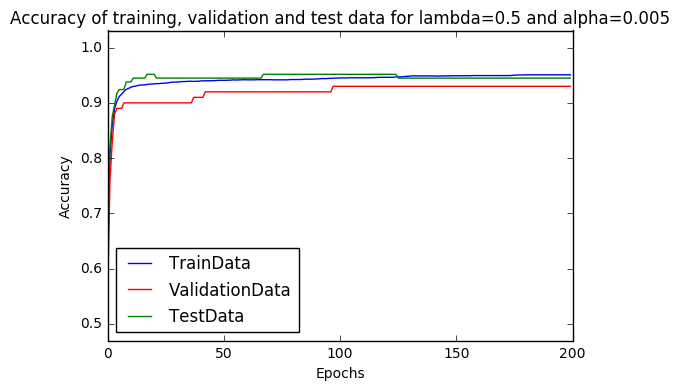 Accuracy of training, validation and test data for lambda=0.5 and alpha=0.005
1.0
0.9
0.8
0.7
0.6
0.5
Accuracy
TrainData
ValidationData
TestData
0 50 100 150 200
Epochs